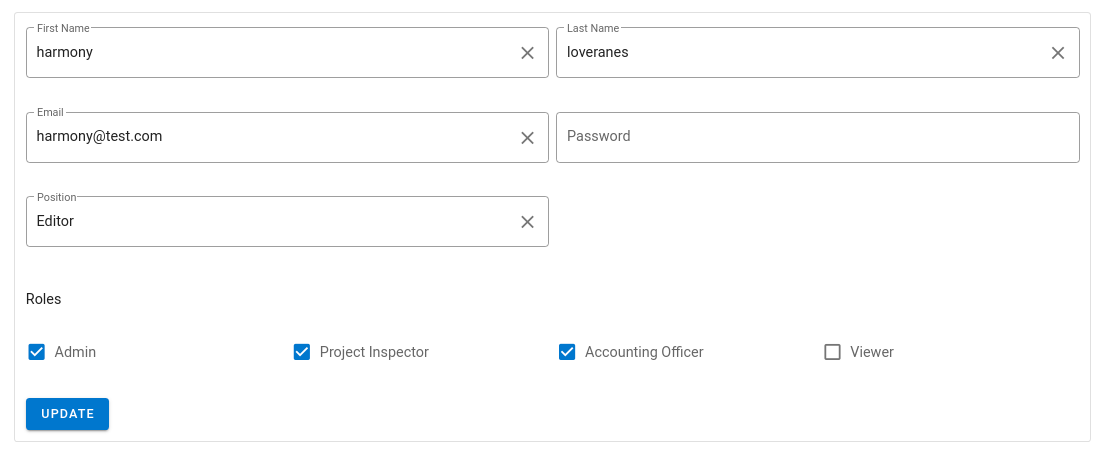 First Name
harmony
Last Name
loveranes
Email
harmony@test.com
Password
Position
Editor
Roles
Admin
Project Inspector
Accounting Officer
Viewer
UPDATE